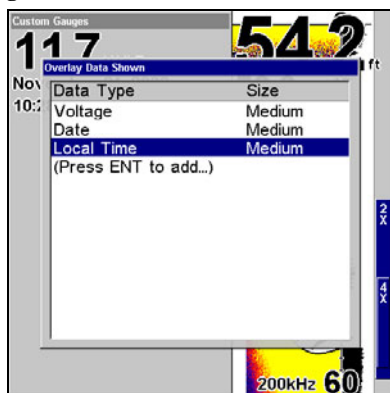 Custom Gauges
11.7
54.2
ft
Overlay Data Shown
Nov
10:2
Data Type Size
Voltage Medium
Date Medium
Local Time Medium
(Press ENT to add...)
2X
4X
200kHz 60